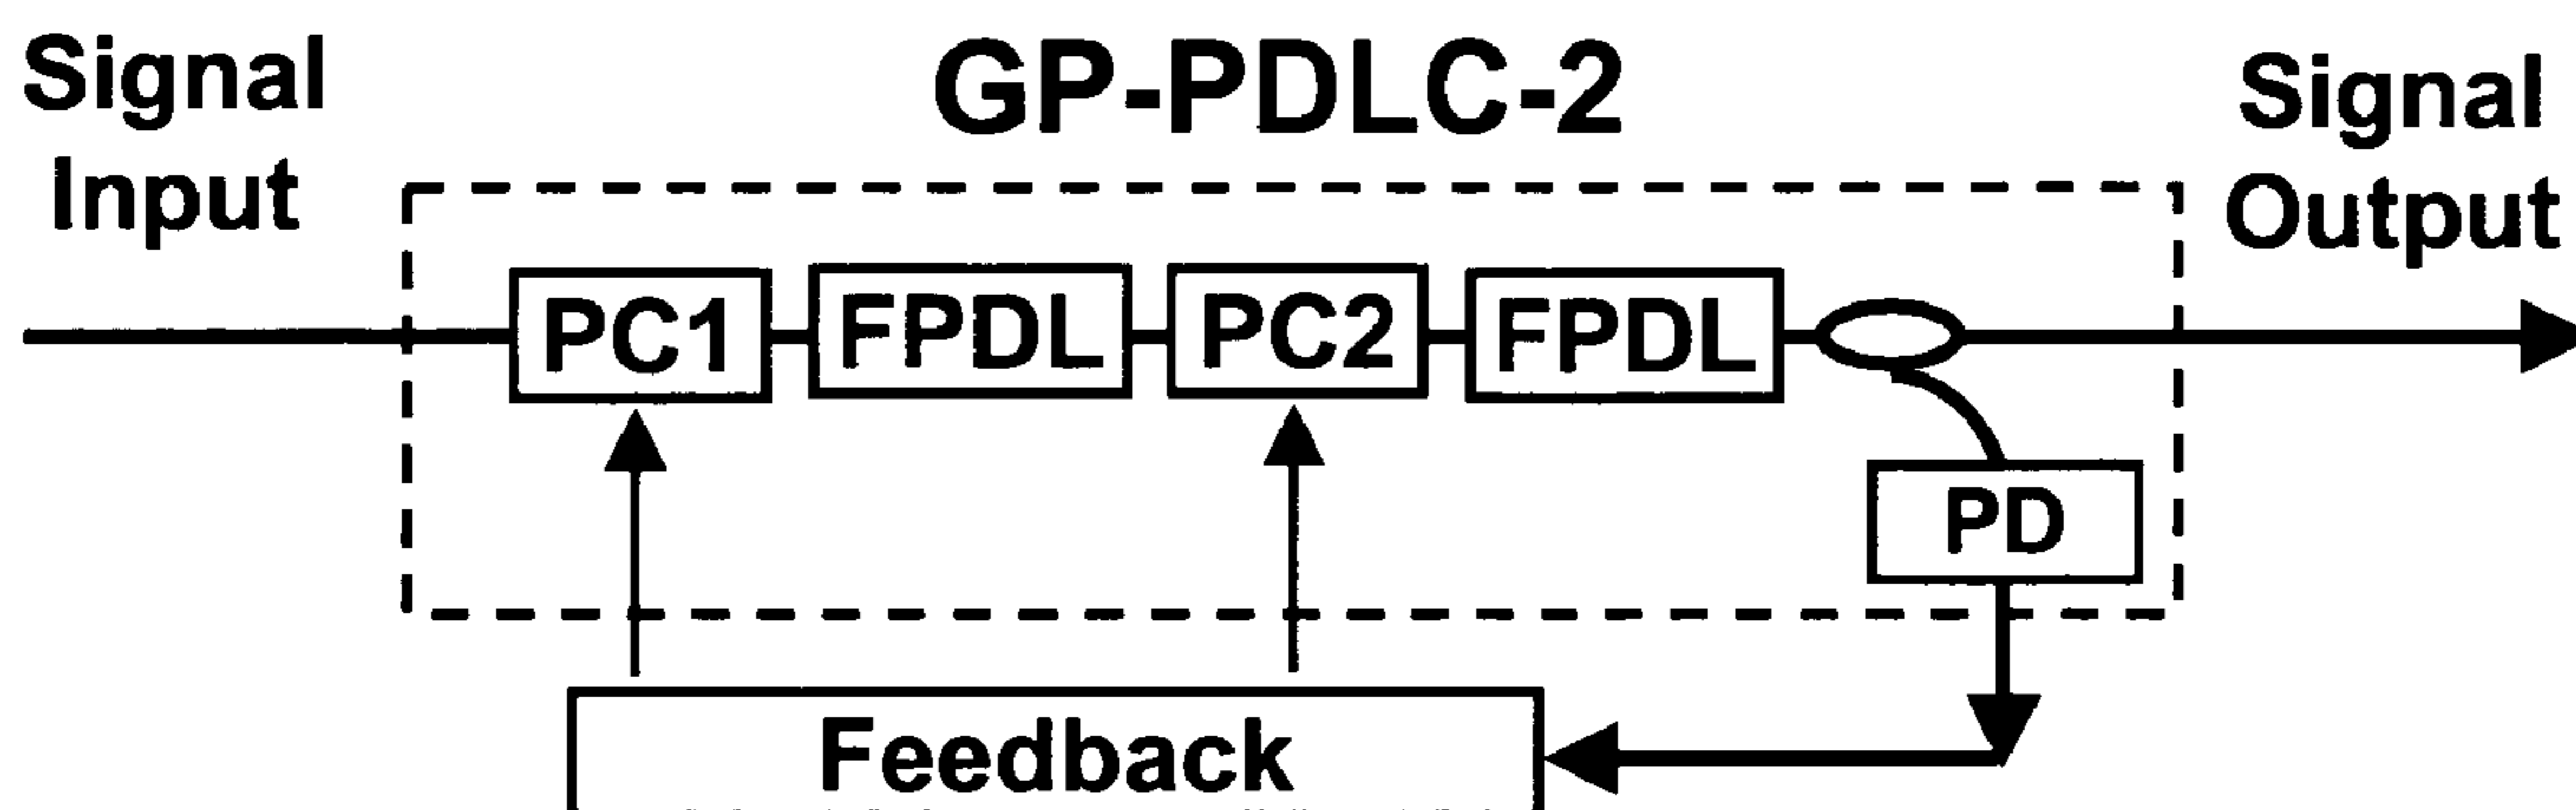 Signal
Input
GP-PDLC-2
Signal
Output
PC1
FPDL
PC2
FPDL
PD
Feedback